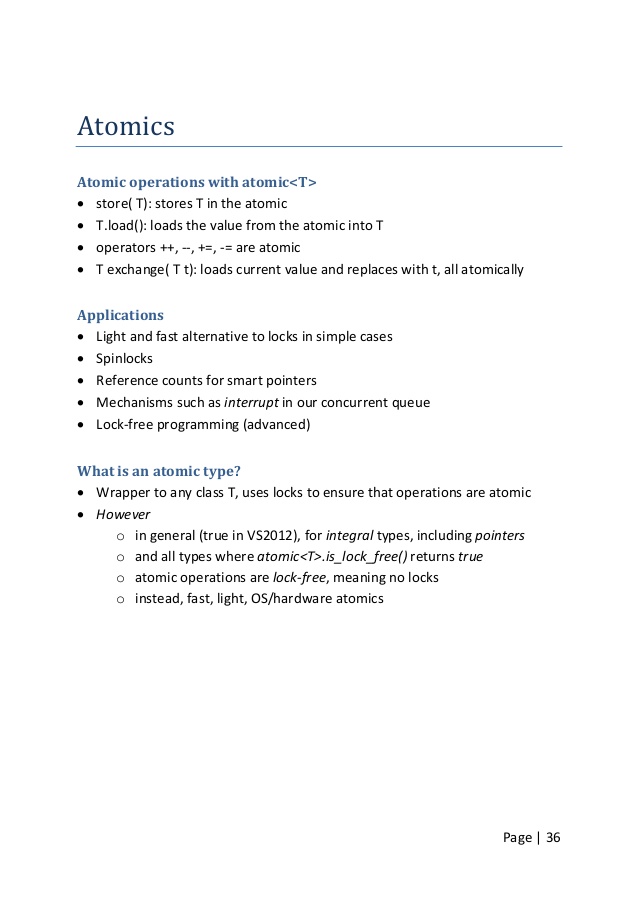 Atomics
Atomic operations with atomic<T>
• store( T): stores T in the atomic
• T.load(): loads the value from the atomic into T
• operators ++, --, +=, -= are atomic
• T exchange( T t): loads current value and replaces with t, all atomically
Applications
• Light and fast alternative to locks in simple cases
• Spinlocks
• Reference counts for smart pointers
• Mechanisms such as interrupt in our concurrent queue
• Lock-free programming (advanced)
What is an atomic type?
• Wrapper to any class T, uses locks to ensure that operations are atomic
• However
o in general (true in VS2012), for integral types, including pointers
o and all types where atomic<T>.is_lock_free() returns true
o atomic operations are lock-free, meaning no locks
o instead, fast, light, OS/hardware atomics
Page | 36